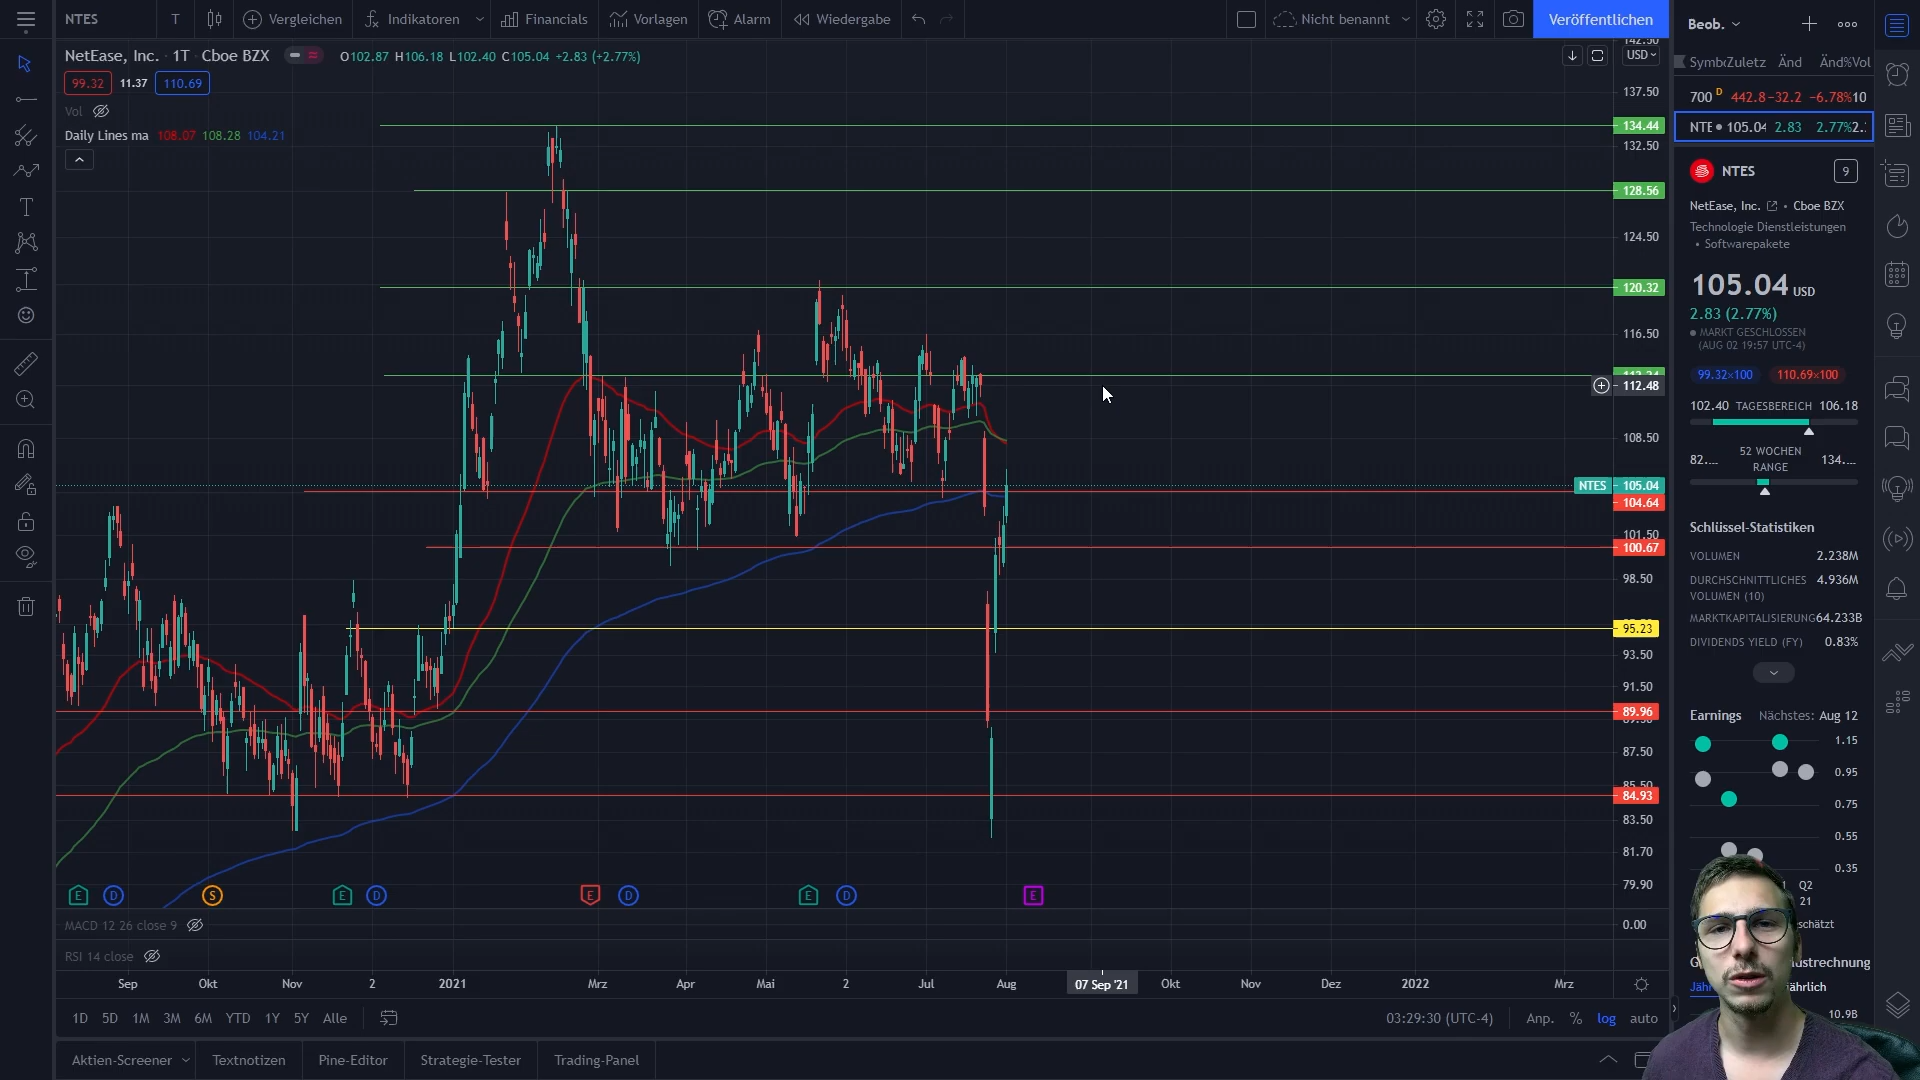 NTES
T
Vergleichen
Indikatoren
Financials
Vorlagen
Alarm
Wiedergabe
Nicht benannt
Veröffentlichen
NetEase, Inc. · 1T · Cboe BZX
O102.87 H106.18 L102.40 C105.04 +2.83 (+2.77%)
99.32 11.37 110.69
Vol
Daily Lines ma 108.07 108.28 104.21
USD
137.50
134.44
132.50
128.56
124.50
120.32
116.50
112.48
108.50
NTES 105.04
104.64
101.50
100.67
98.50
95.23
93.50
91.50
89.96
87.50
85.50
84.93
83.50
81.70
79.90
E D S E D E D E D E
MACD 12 26 close 9
0.00
RSI 14 close
Sep Okt Nov 2 2021 Mrz Apr Mai 2 Jul Aug 07 Sep '21 Okt Nov Dez 2022 Mrz
1D 5D 1M 3M 6M YTD 1Y 5Y Alle
03:29:30 (UTC-4) Anp. % log auto
Aktien-Screener Textnotizen Pine-Editor Strategie-Tester Trading-Panel
Beob.
Zuletz Änd Änd% Vol
700 D 442.8 −32.2 −6.78% 10
NTE 105.04 2.83 2.77% 2.
NTES
9
NetEase, Inc. • Cboe BZX
Technologie Dienstleistungen
• Softwarepakete
105.04 USD
2.83 (2.77%)
MARKT GESCHLOSSEN
(AUG 02 19:57 UTC-4)
99.32×100 110.69×100
102.40 TAGESBEREICH 106.18
52 WOCHEN
82.... RANGE 134....
Schlüssel-Statistiken
VOLUMEN 2.238M
DURCHSCHNITTLICHES 4.936M
VOLUMEN (10)
MARKTKAPITALISIERUNG 64.233B
DIVIDENDS YIELD (FY) 0.83%
Earnings Nächstes: Aug 12
1.15
0.95
0.75
0.55
0.35
Q2
21
schätzt
ustrechnung
jährlich
10.9B